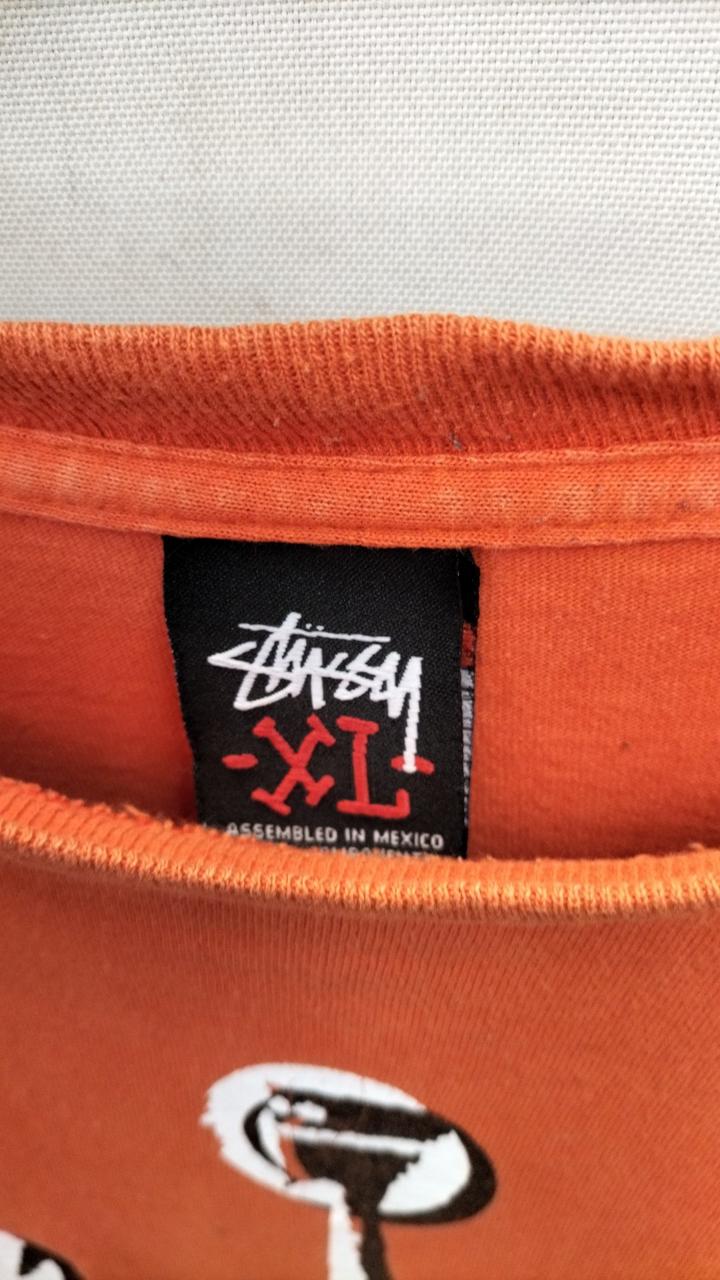 Stüssy
-XL-
ASSEMBLED IN MEXICO